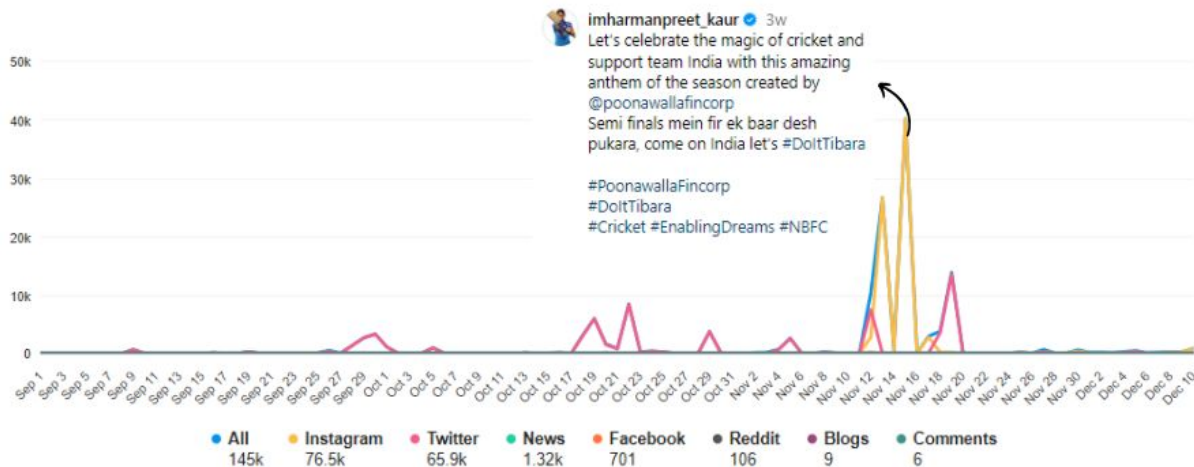 imharmanpreet_kaur 3w
Let's celebrate the magic of cricket and
support team India with this amazing
anthem of the season created by
@poonawallafincorp
Semi finals mein fir ek baar desh
pukara, come on India let's #DoItTibara
#PoonawallaFincorp
#DoItTibara
#Cricket #EnablingDreams #NBFC
50k
40k
30k
20k
10k
0
Sep 1 Sep 3 Sep 5 Sep 7 Sep 9 Sep 11 Sep 13 Sep 15 Sep 17 Sep 19 Sep 21 Sep 23 Sep 25 Sep 27 Sep 29 Oct 1 Oct 3 Oct 5 Oct 7 Oct 9 Oct 11 Oct 13 Oct 15 Oct 17 Oct 19 Oct 21 Oct 23 Oct 25 Oct 27 Oct 29 Oct 31 Nov 2 Nov 4 Nov 6 Nov 8 Nov 10 Nov 12 Nov 14 Nov 16 Nov 18 Nov 20 Nov 22 Nov 24 Nov 26 Nov 28 Nov 30 Dec 2 Dec 4 Dec 6 Dec 8 Dec 10
All Instagram Twitter News Facebook Reddit Blogs Comments
145k 76.5k 65.9k 1.32k 701 106 9 6